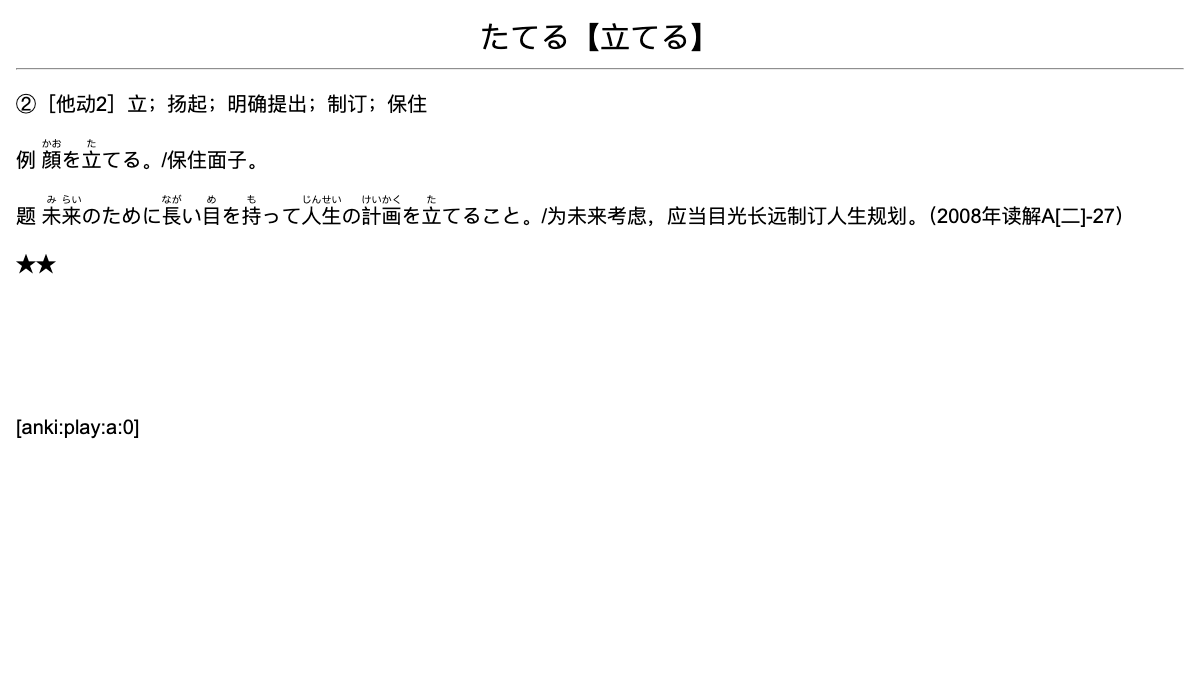 たてる【立てる】
②［他动2］立；扬起；明确提出；制订；保住
かお た
例 顔を立てる。/保住面子。
み らい なが め も じんせい けいかく た
题 未来のために長い目を持って人生の計画を立てること。/为未来考虑，应当目光长远制订人生规划。（2008年读解A[二]-27）
★★
[anki:play:a:0]